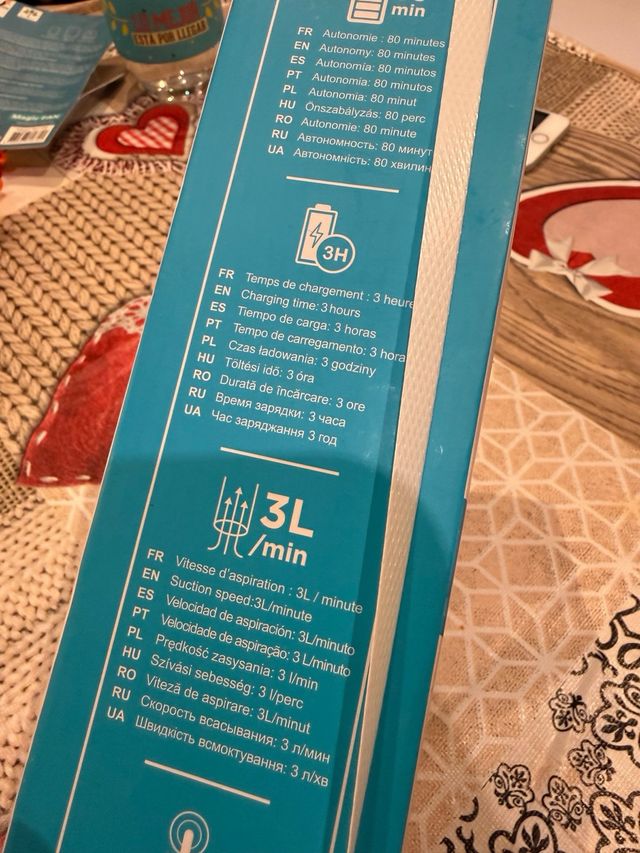 LO MEJOR
ESTÁ POR LLEGAR
min
FR Autonomie : 80 minutes
EN Autonomy: 80 minutes
ES Autonomía: 80 minutos
PT Autonomia: 80 minutos
PL Autonomia: 80 minut
HU Önszabályzás: 80 perc
RO Autonomie: 80 minute
RU Автономность: 80 минут
UA Автономність: 80 хвилин
3H
FR Temps de chargement : 3 heure
EN Charging time: 3 hours
ES Tiempo de carga: 3 horas
PT Tempo de carregamento: 3 hora
PL Czas ładowania: 3 godziny
HU Töltési idő: 3 óra
RO Durată de încărcare: 3 ore
RU Время зарядки: 3 часа
UA Час заряджання 3 год
3L
/min
FR Vitesse d'aspiration : 3L / minute
EN Suction speed:3L/minute
ES Velocidad de aspiración: 3L/minuto
PT Velocidade de aspiração: 3 L/minuto
PL Prędkość zasysania: 3 l/min
HU Szívási sebesség: 3 l/perc
RO Viteză de aspirare: 3L/minut
RU Скорость всасывания: 3 л/мин
UA Швидкість всмоктування: 3 л/хв